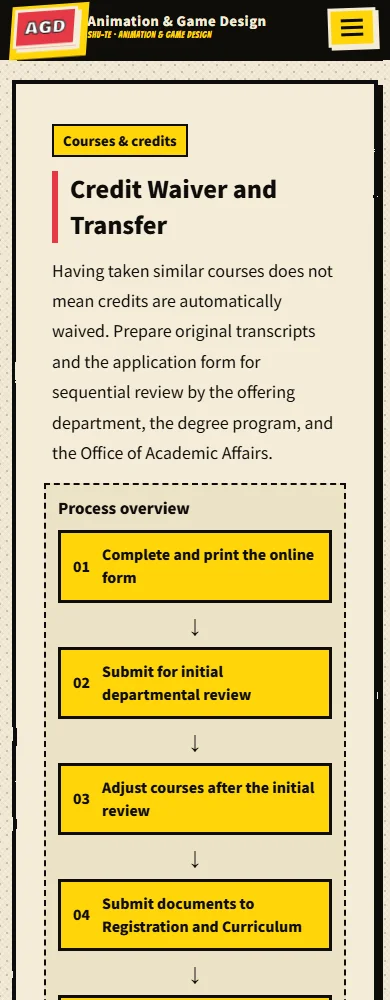 AGD
Animation & Game Design
SHU-TE · ANIMATION & GAME DESIGN
Courses & credits
Credit Waiver and
Transfer
Having taken similar courses does not
mean credits are automatically
waived. Prepare original transcripts
and the application form for
sequential review by the offering
department, the degree program, and
the Office of Academic Affairs.
Process overview
01 Complete and print the online
form
↓
02 Submit for initial
departmental review
↓
03 Adjust courses after the initial
review
↓
04 Submit documents to
Registration and Curriculum
↓